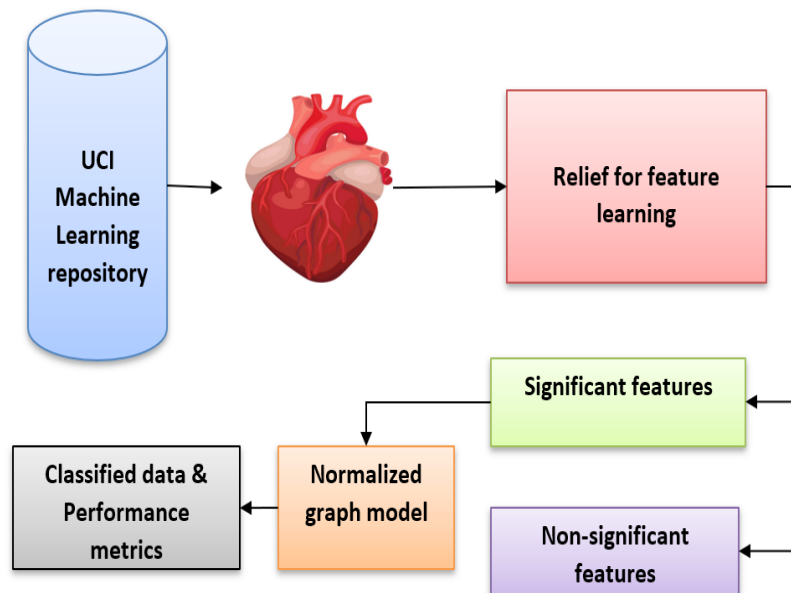 UCI
Machine
Learning
repository
Relief for feature
learning
Significant features
Classified data &
Performance
metrics
Normalized
graph model
Non-significant
features